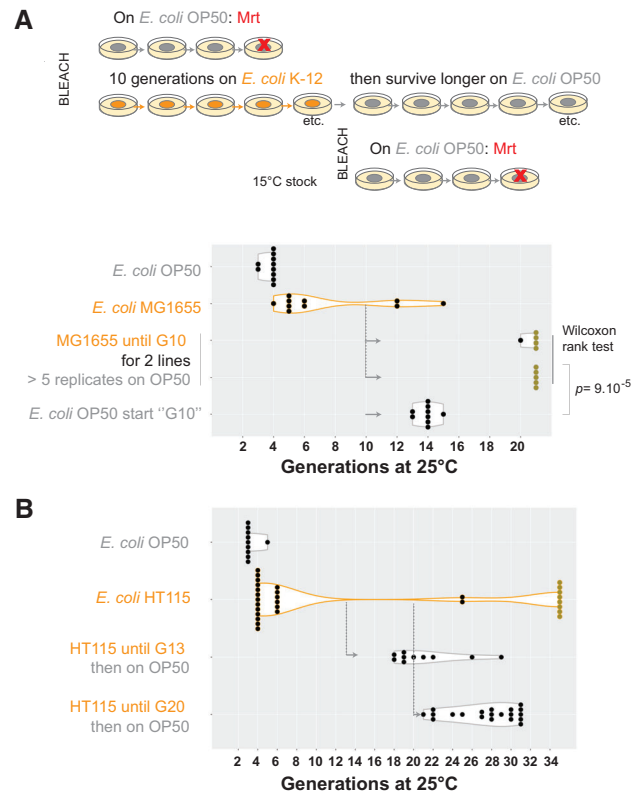 A
On E. coli OP50: Mrt
BLEACH
10 generations on E. coli K-12
then survive longer on E. coli OP50
etc.
etc.
BLEACH
On E. coli OP50: Mrt
15°C stock
E. coli OP50
E. coli MG1655
MG1655 until G10
for 2 lines
> 5 replicates on OP50
E. coli OP50 start ‘’G10’’
Wilcoxon
rank test
p= 9.10-5
2 4 6 8 10 12 14 16 18 20
Generations at 25°C
B
E. coli OP50
E. coli HT115
HT115 until G13
then on OP50
HT115 until G20
then on OP50
2 4 6 8 10 12 14 16 18 20 22 24 26 28 30 32 34
Generations at 25°C